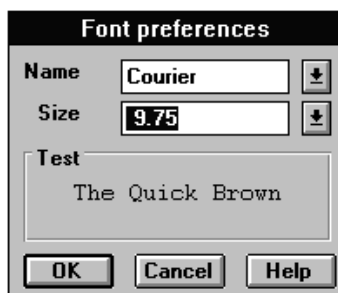 Font preferences
Name Courier
Size 9.75
Test
The Quick Brown
OK Cancel Help